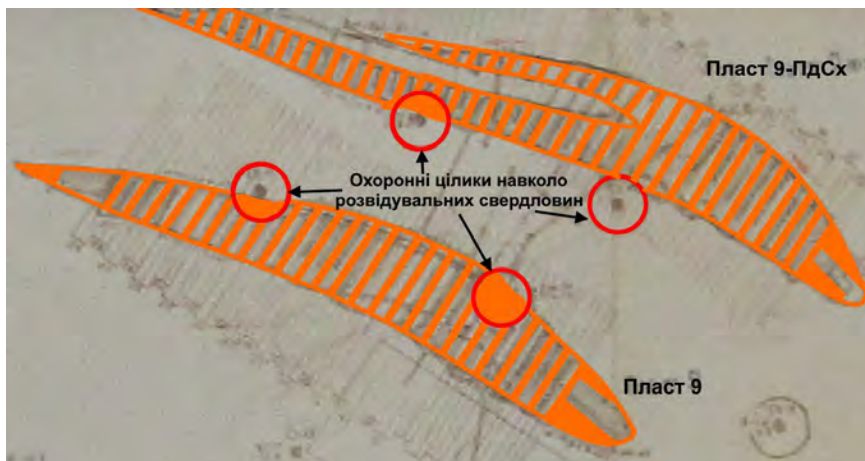 Пласт 9-ПдСх
Охоронні цілики навколо
розвідувальних свердловин
Пласт 9